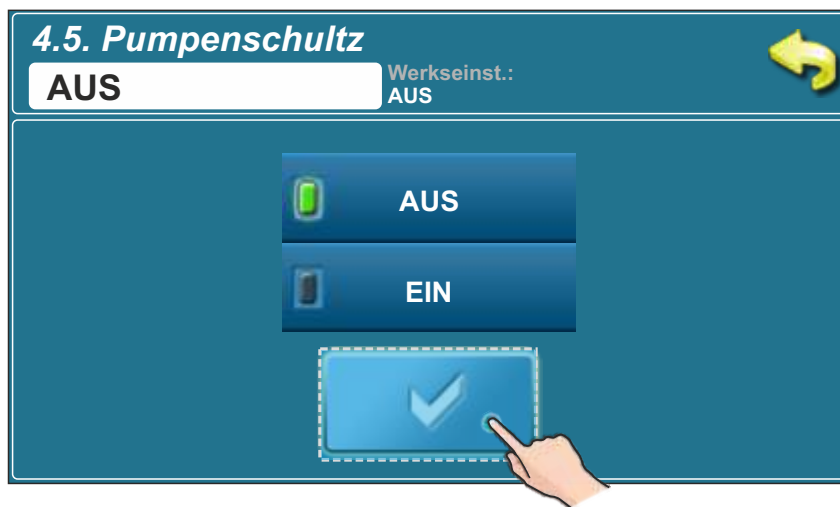 4.5. Pumpenschultz
AUS
Werkseinst.:
AUS
AUS
EIN